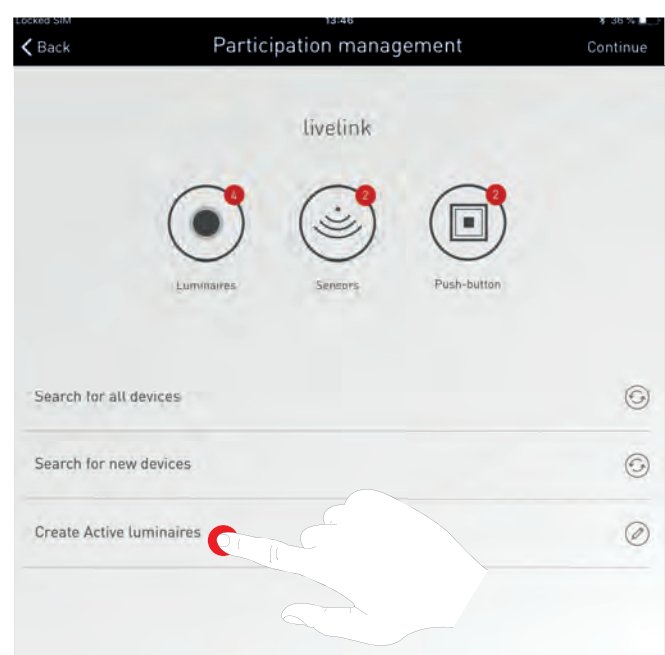 Locked SIM 13:46 36 %
Back Participation management Continue
livelink
4 2 2
Luminaires Sensors Push-button
Search for all devices
Search for new devices
Create Active luminaires